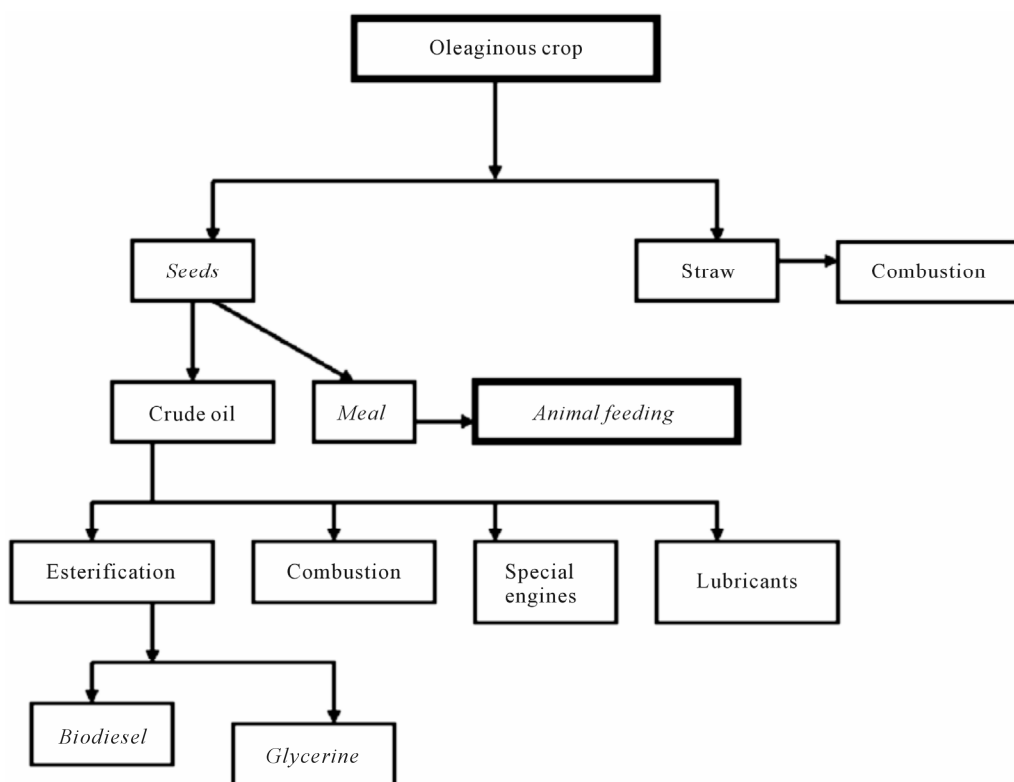 Oleaginous crop
Seeds
Straw
Combustion
Crude oil
Meal
Animal feeding
Esterification
Combustion
Special
engines
Lubricants
Biodiesel
Glycerine